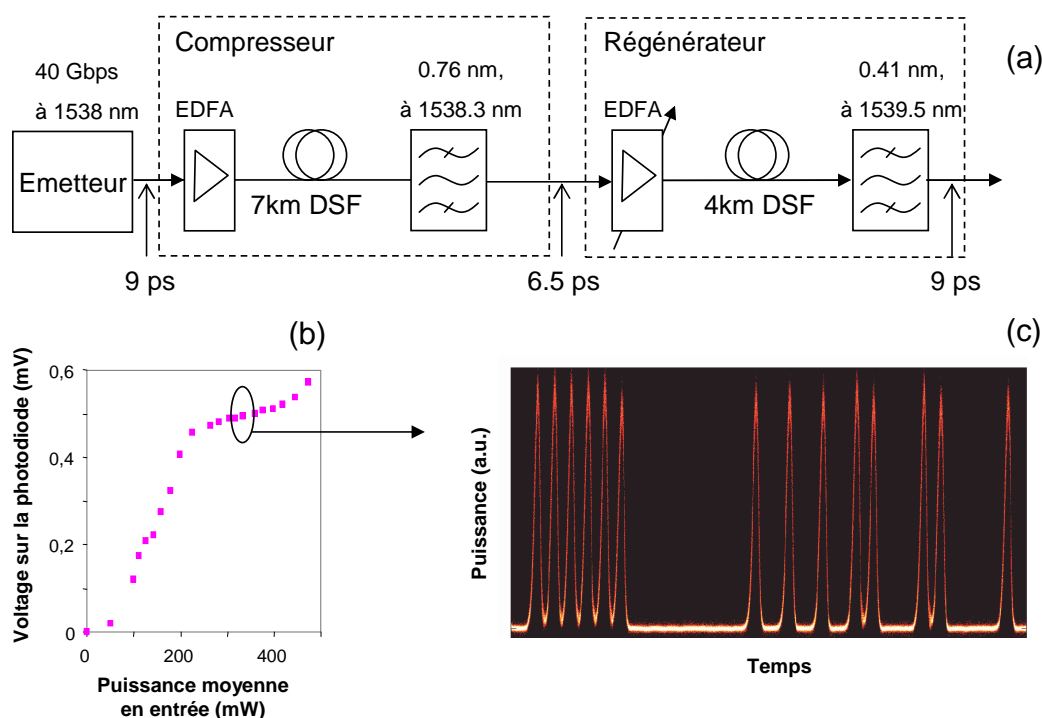 Compresseur
Régénérateur
(a)
40 Gbps
à 1538 nm
EDFA
0.76 nm,
à 1538.3 nm
EDFA
0.41 nm,
à 1539.5 nm
Emetteur
7km DSF
4km DSF
9 ps
6.5 ps
9 ps
(b)
(c)
Voltage sur la photodiode (mV)
0,6
0,4
0,2
0
0
200
400
Puissance moyenne
en entrée (mW)
Puissance (a.u.)
Temps